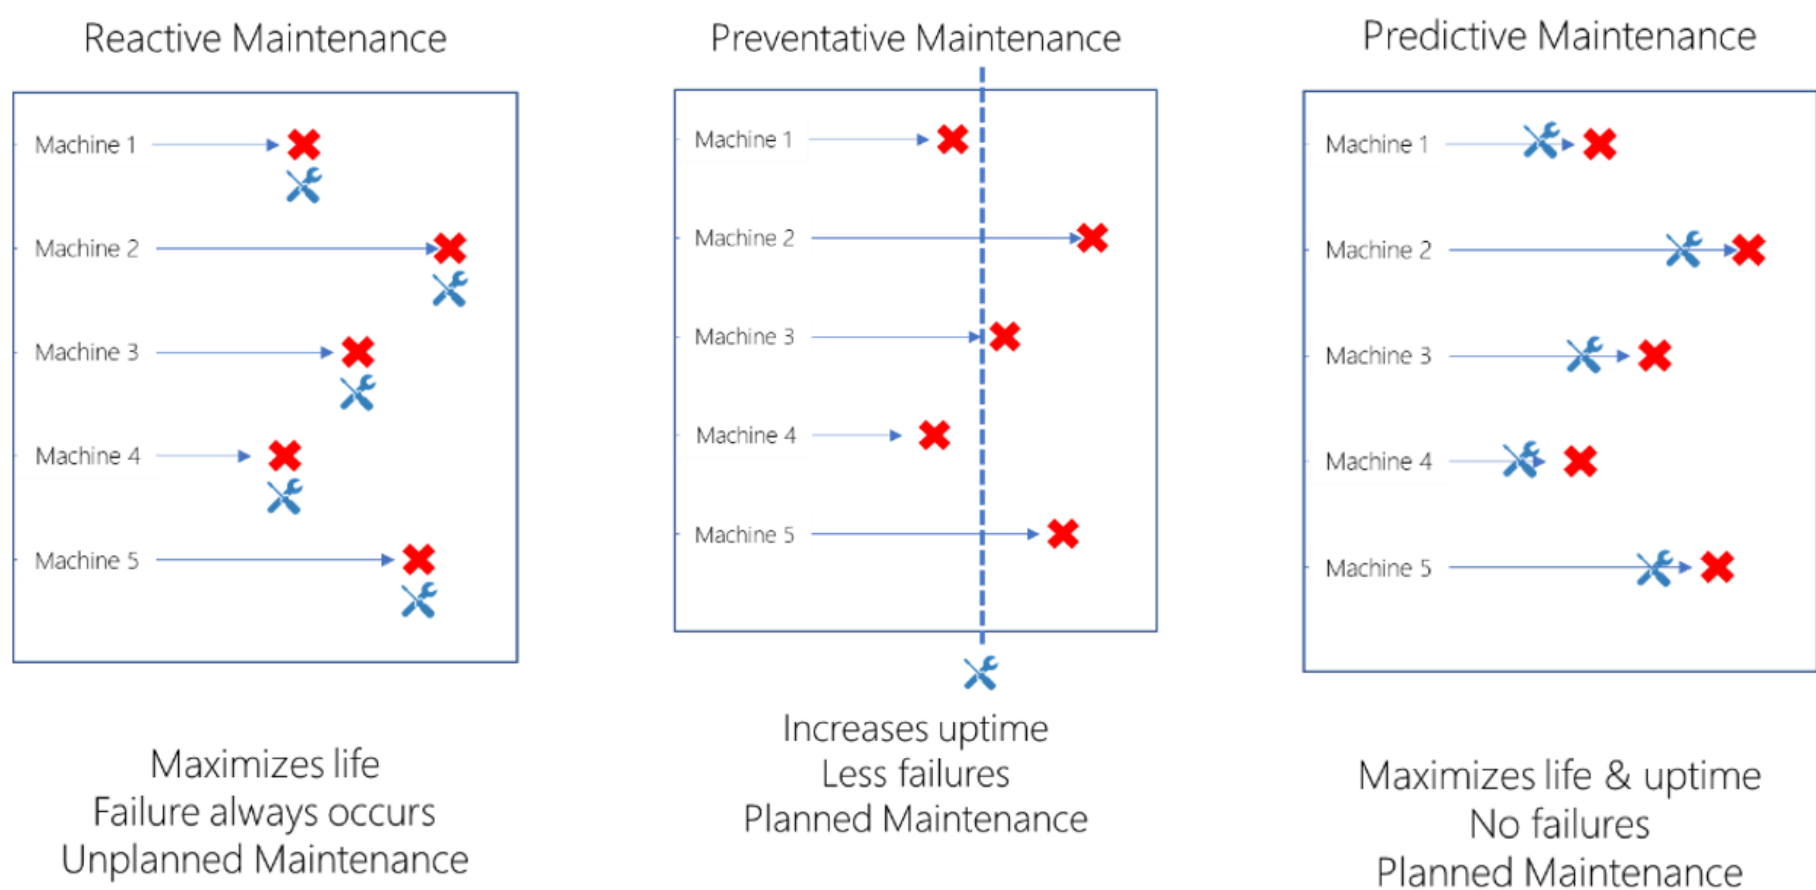 Reactive Maintenance
Machine 1
Machine 2
Machine 3
Machine 4
Machine 5
Maximizes life
Failure always occurs
Unplanned Maintenance
Preventative Maintenance
Machine 1
Machine 2
Machine 3
Machine 4
Machine 5
Increases uptime
Less failures
Planned Maintenance
Predictive Maintenance
Machine 1
Machine 2
Machine 3
Machine 4
Machine 5
Maximizes life & uptime
No failures
Planned Maintenance